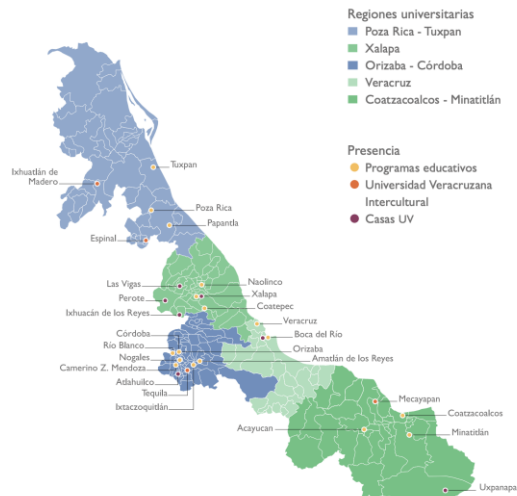 Regiones universitarias
Poza Rica - Tuxpan
Xalapa
Orizaba - Córdoba
Veracruz
Coatzacoalcos - Minatitlán
Presencia
Programas educativos
Universidad Veracruzana
Intercultural
Casas UV
Ixhuatlán de
Madero
Tuxpan
Poza Rica
Papantla
Espinal
Las Vigas
Naolinco
Perote
Xalapa
Ixhuacán de los Reyes
Coatepec
Veracruz
Córdoba
Boca del Río
Río Blanco
Orizaba
Nogales
Amatlán de los Reyes
Camerino Z. Mendoza
Atlahuilco
Tequila
Ixtaczoquitlán
Mecayapan
Coatzacoalcos
Acayucan
Minatitlán
Uxpanapa